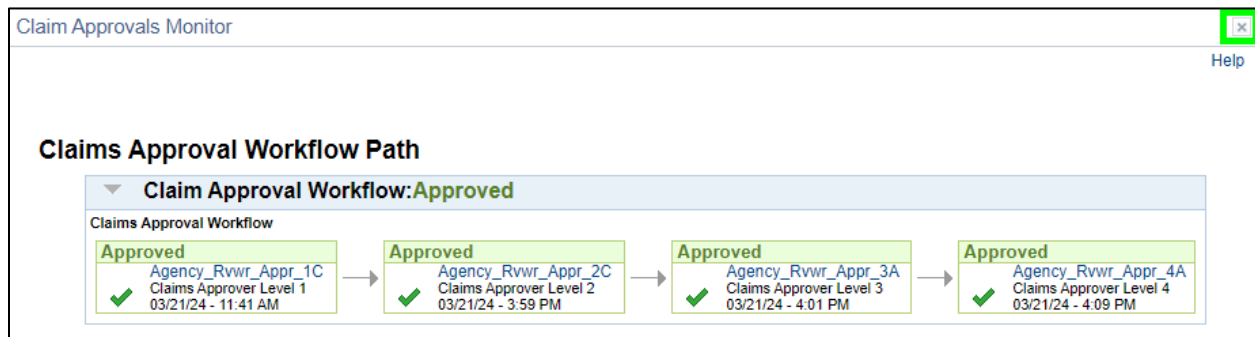 Claim Approvals Monitor
Help
Claims Approval Workflow Path
Claim Approval Workflow:Approved
Claims Approval Workflow
Approved
Agency_Rvwr_Appr_1C
Claims Approver Level 1
03/21/24 - 11:41 AM
Approved
Agency_Rvwr_Appr_2C
Claims Approver Level 2
03/21/24 - 3:59 PM
Approved
Agency_Rvwr_Appr_3A
Claims Approver Level 3
03/21/24 - 4:01 PM
Approved
Agency_Rvwr_Appr_4A
Claims Approver Level 4
03/21/24 - 4:09 PM